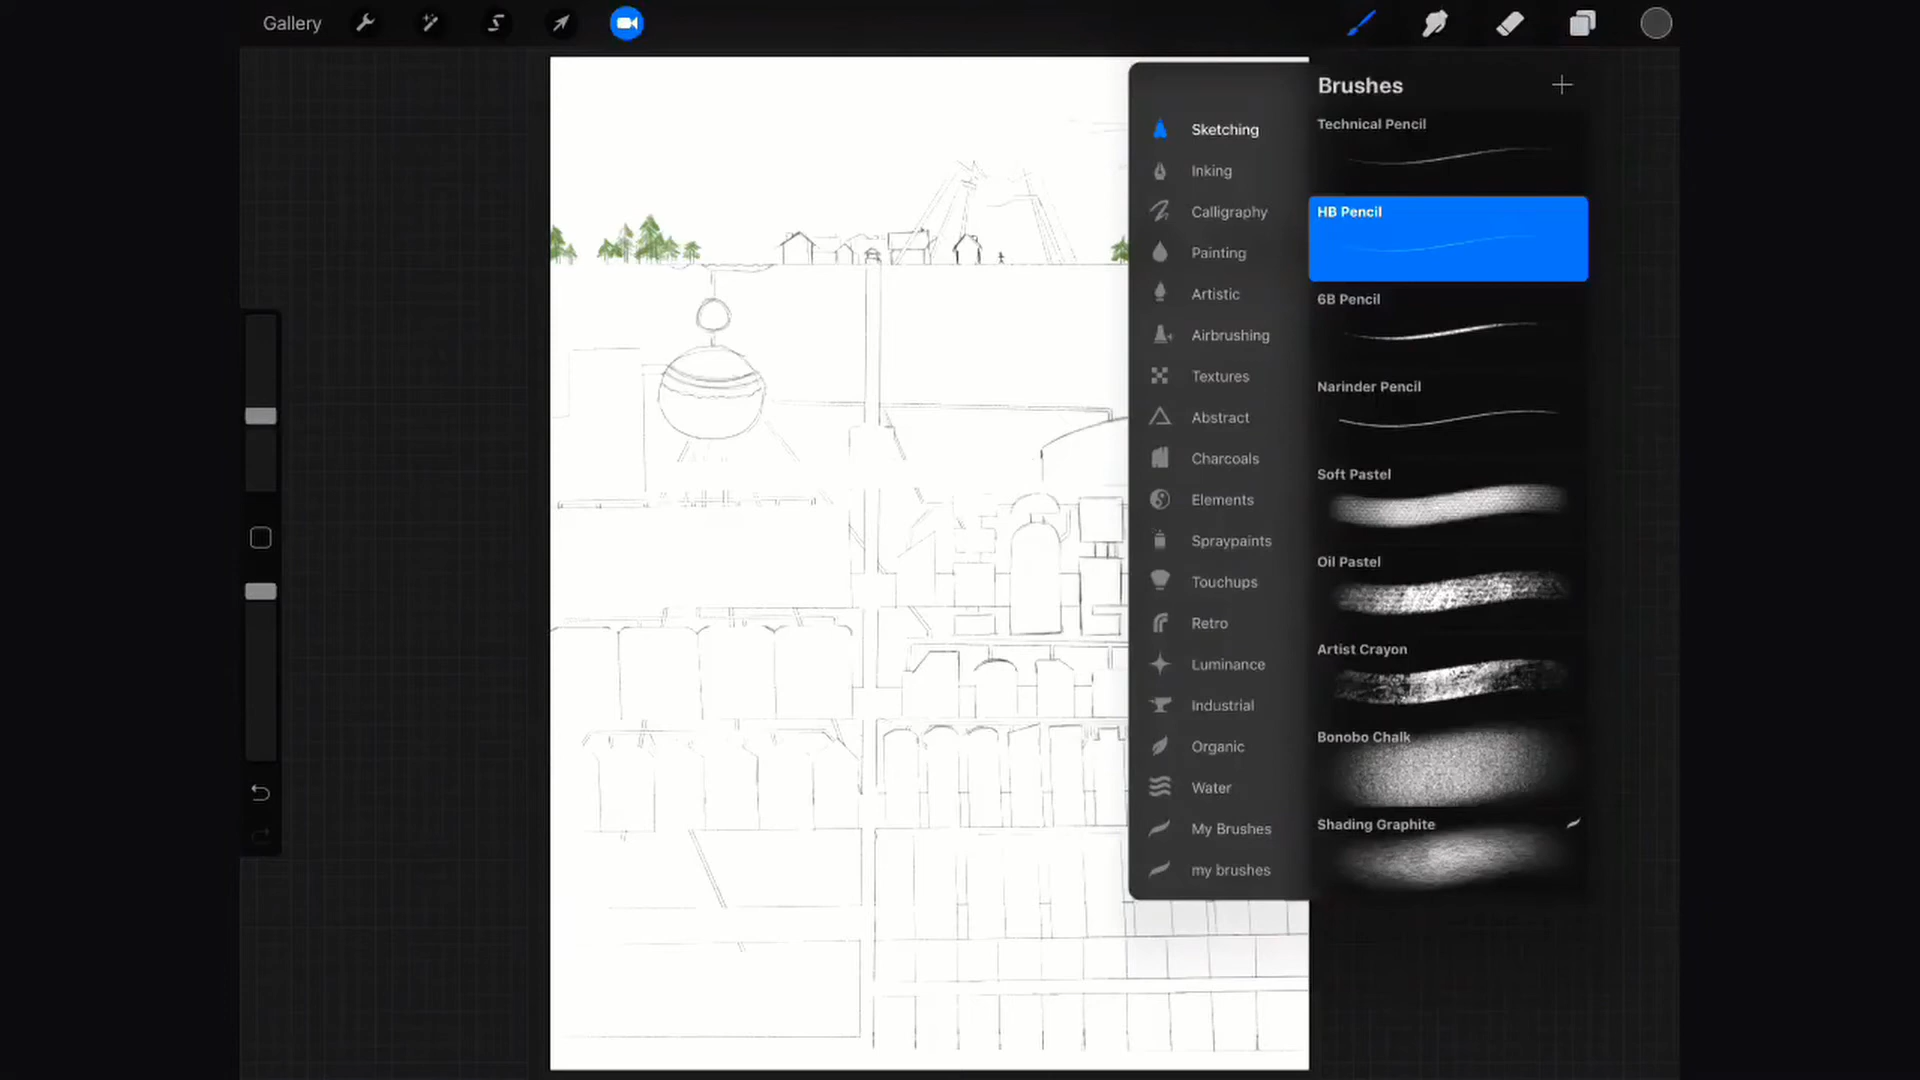 Gallery
Sketching
Inking
Calligraphy
Painting
Artistic
Airbrushing
Textures
Abstract
Charcoals
Elements
Spraypaints
Touchups
Retro
Luminance
Industrial
Organic
Water
My Brushes
my brushes
Brushes
Technical Pencil
HB Pencil
6B Pencil
Narinder Pencil
Soft Pastel
Oil Pastel
Artist Crayon
Bonobo Chalk
Shading Graphite